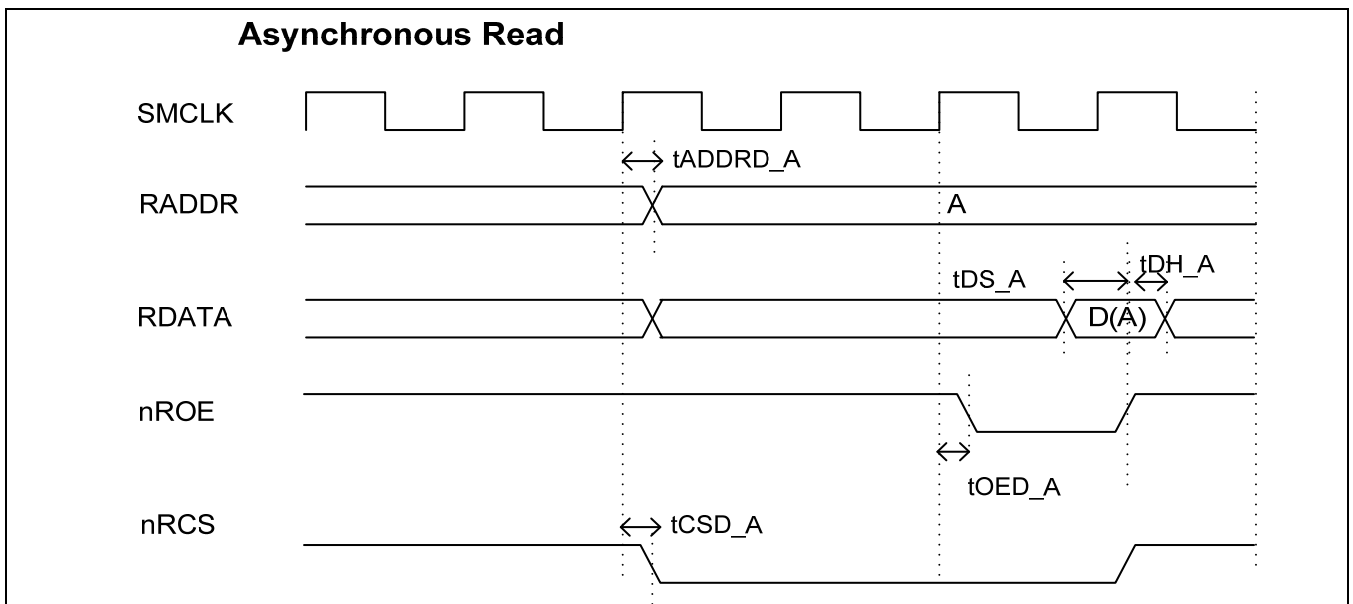 Asynchronous Read
SMCLK
tADDRD_A
RADDR
A
tDH_A
tDS_A
RDATA
D(A)
nROE
tOED_A
nRCS
tCSD_A